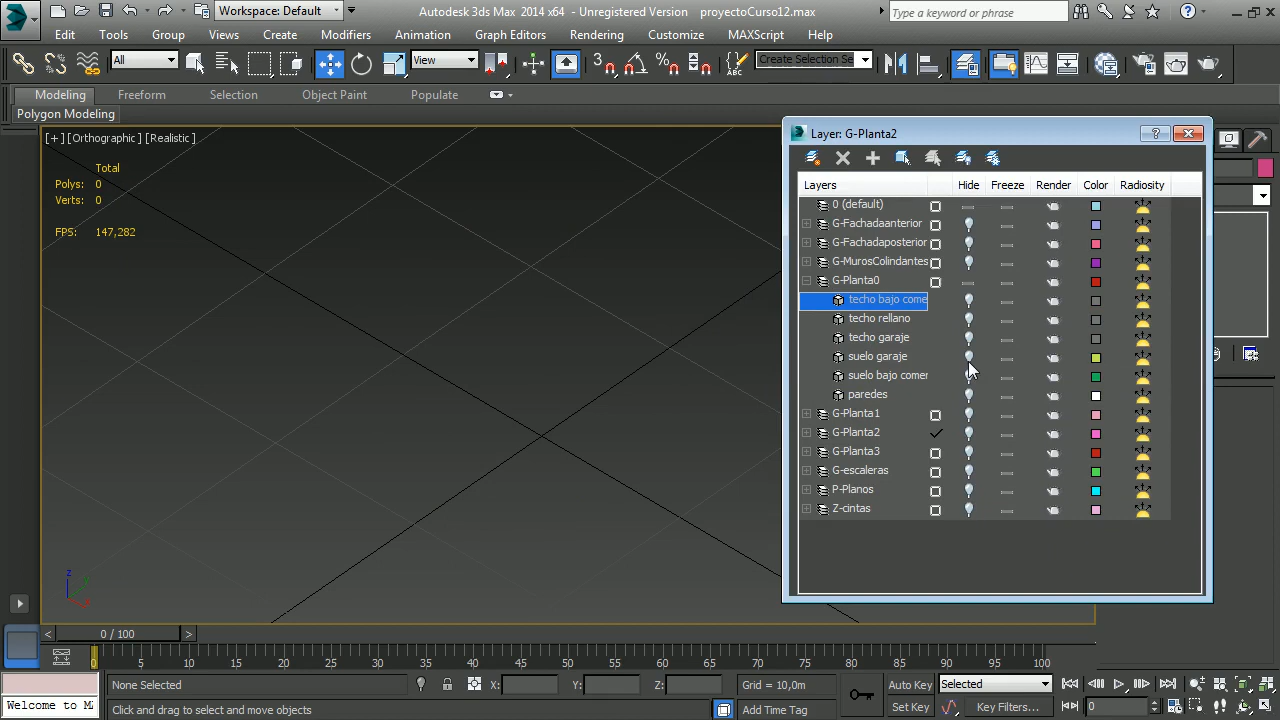 Workspace: Default
Autodesk 3ds Max 2014 x64 - Unregistered Version proyectoCurso12.max
Type a keyword or phrase
Edit Tools Group Views Create Modifiers Animation Graph Editors Rendering Customize MAXScript Help
All
View
Create Selection Se
Modeling Freeform Selection Object Paint Populate
Polygon Modeling
[+] [Orthographic] [Realistic]
Total
Polys: 0
Verts: 0
FPS: 147,282
Layer: G-Planta2
Layers Hide Freeze Render Color Radiosity
0 (default)
G-Fachadaanterior
G-Fachadaposterior
G-MurosColindantes
G-Planta0
techo bajo come
techo rellano
techo garaje
suelo garaje
suelo bajo comer
paredes
G-Planta1
G-Planta2
G-Planta3
G-escaleras
P-Planos
Z-cintas
z
0 / 100
0 5 10 15 20 25 30 35 40 45 50 55 60 65 70 75 80 85 90 95 100
None Selected
X: Y: Z:
Grid = 10,0m
Auto Key
Selected
Welcome to M
Click and drag to select and move objects
Add Time Tag
Set Key
Key Filters...
0